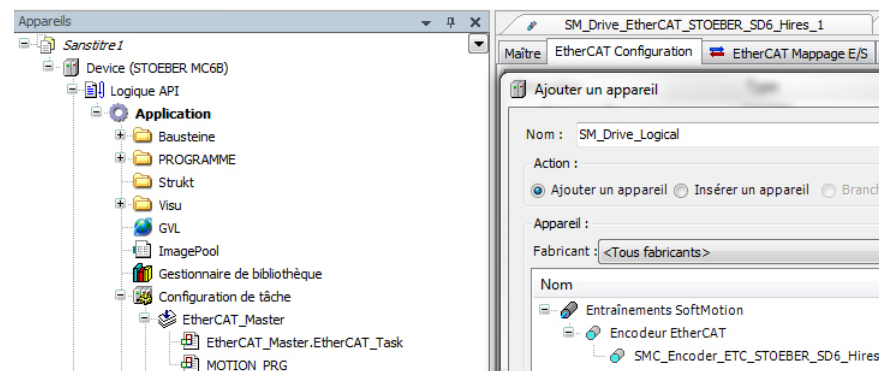 Appareils
Sanstitre1
Device (STOEBER MC6B)
Logique API
Application
Bausteine
PROGRAMME
Strukt
Visu
GVL
ImagePool
Gestionnaire de bibliothèque
Configuration de tâche
EtherCAT_Master
EtherCAT_Master.EtherCAT_Task
MOTION_PRG
SM_Drive_EtherCAT_STOEBER_SD6_Hires_1
Maître EtherCAT Configuration EtherCAT Mappage E/S
Ajouter un appareil
Nom : SM_Drive_Logical
Action :
Ajouter un appareil Insérer un appareil Branch
Appareil :
Fabricant : <Tous fabricants>
Nom
Entraînements SoftMotion
Encodeur EtherCAT
SMC_Encoder_ETC_STOEBER_SD6_Hires